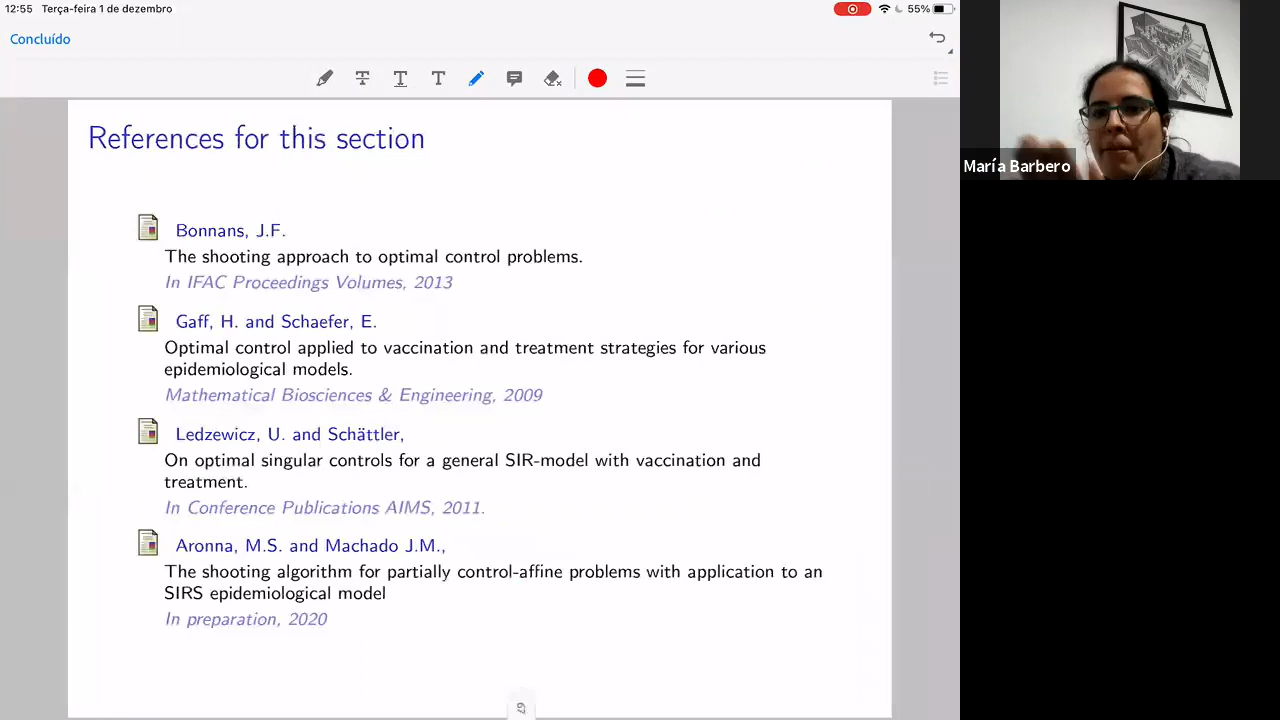 12:55 Terça-feira 1 de dezembro
55%
Concluído
T T T
References for this section
Bonnans, J.F.
The shooting approach to optimal control problems.
In IFAC Proceedings Volumes, 2013
Gaff, H. and Schaefer, E.
Optimal control applied to vaccination and treatment strategies for various
epidemiological models.
Mathematical Biosciences & Engineering, 2009
Ledzewicz, U. and Schättler,
On optimal singular controls for a general SIR-model with vaccination and
treatment.
In Conference Publications AIMS, 2011.
Aronna, M.S. and Machado J.M.,
The shooting algorithm for partially control-affine problems with application to an
SIRS epidemiological model
In preparation, 2020
María Barbero